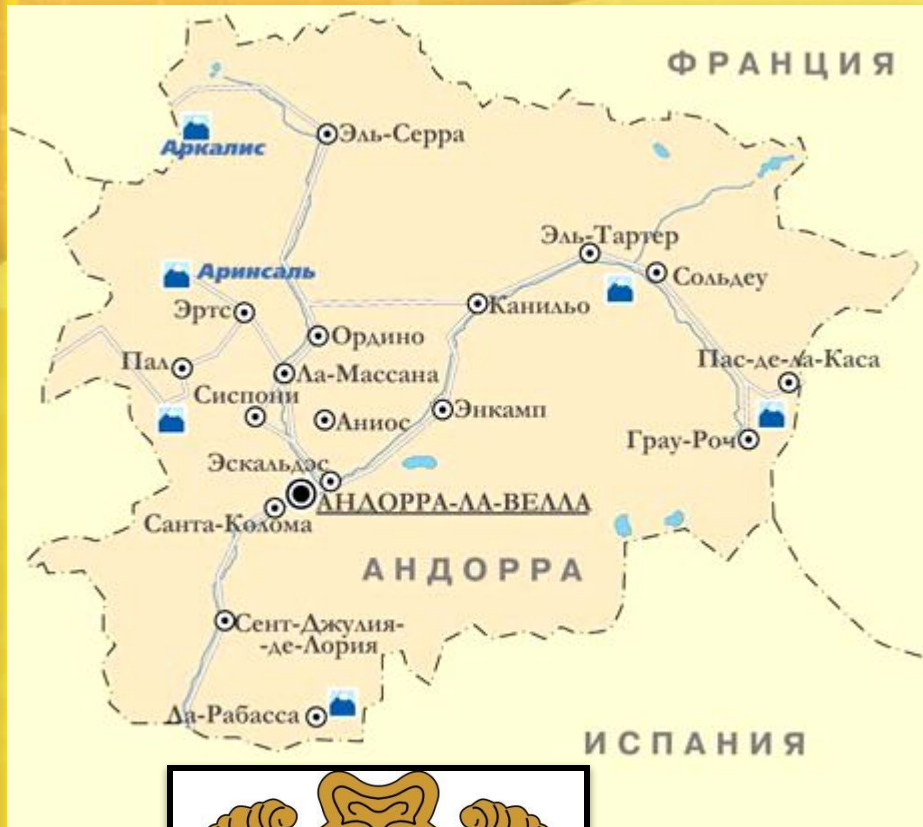 ФРАНЦИЯ
Эль-Серра
Аркалис
Эль-Тартер
Аринсаль
Сольдеу
Эртс
Канильо
Ордино
Пал
Ла-Массана
Пас-де-ла-Каса
Сиспони
Аниос
Энкамп
Грау-Роч
Эскальдэс
АНДОРРА-ЛА-ВЕЛЛА
Санта-Колома
АНДОРРА
Сент-Джулия-
-де-Лория
Ла-Рабасса
ИСПАНИЯ